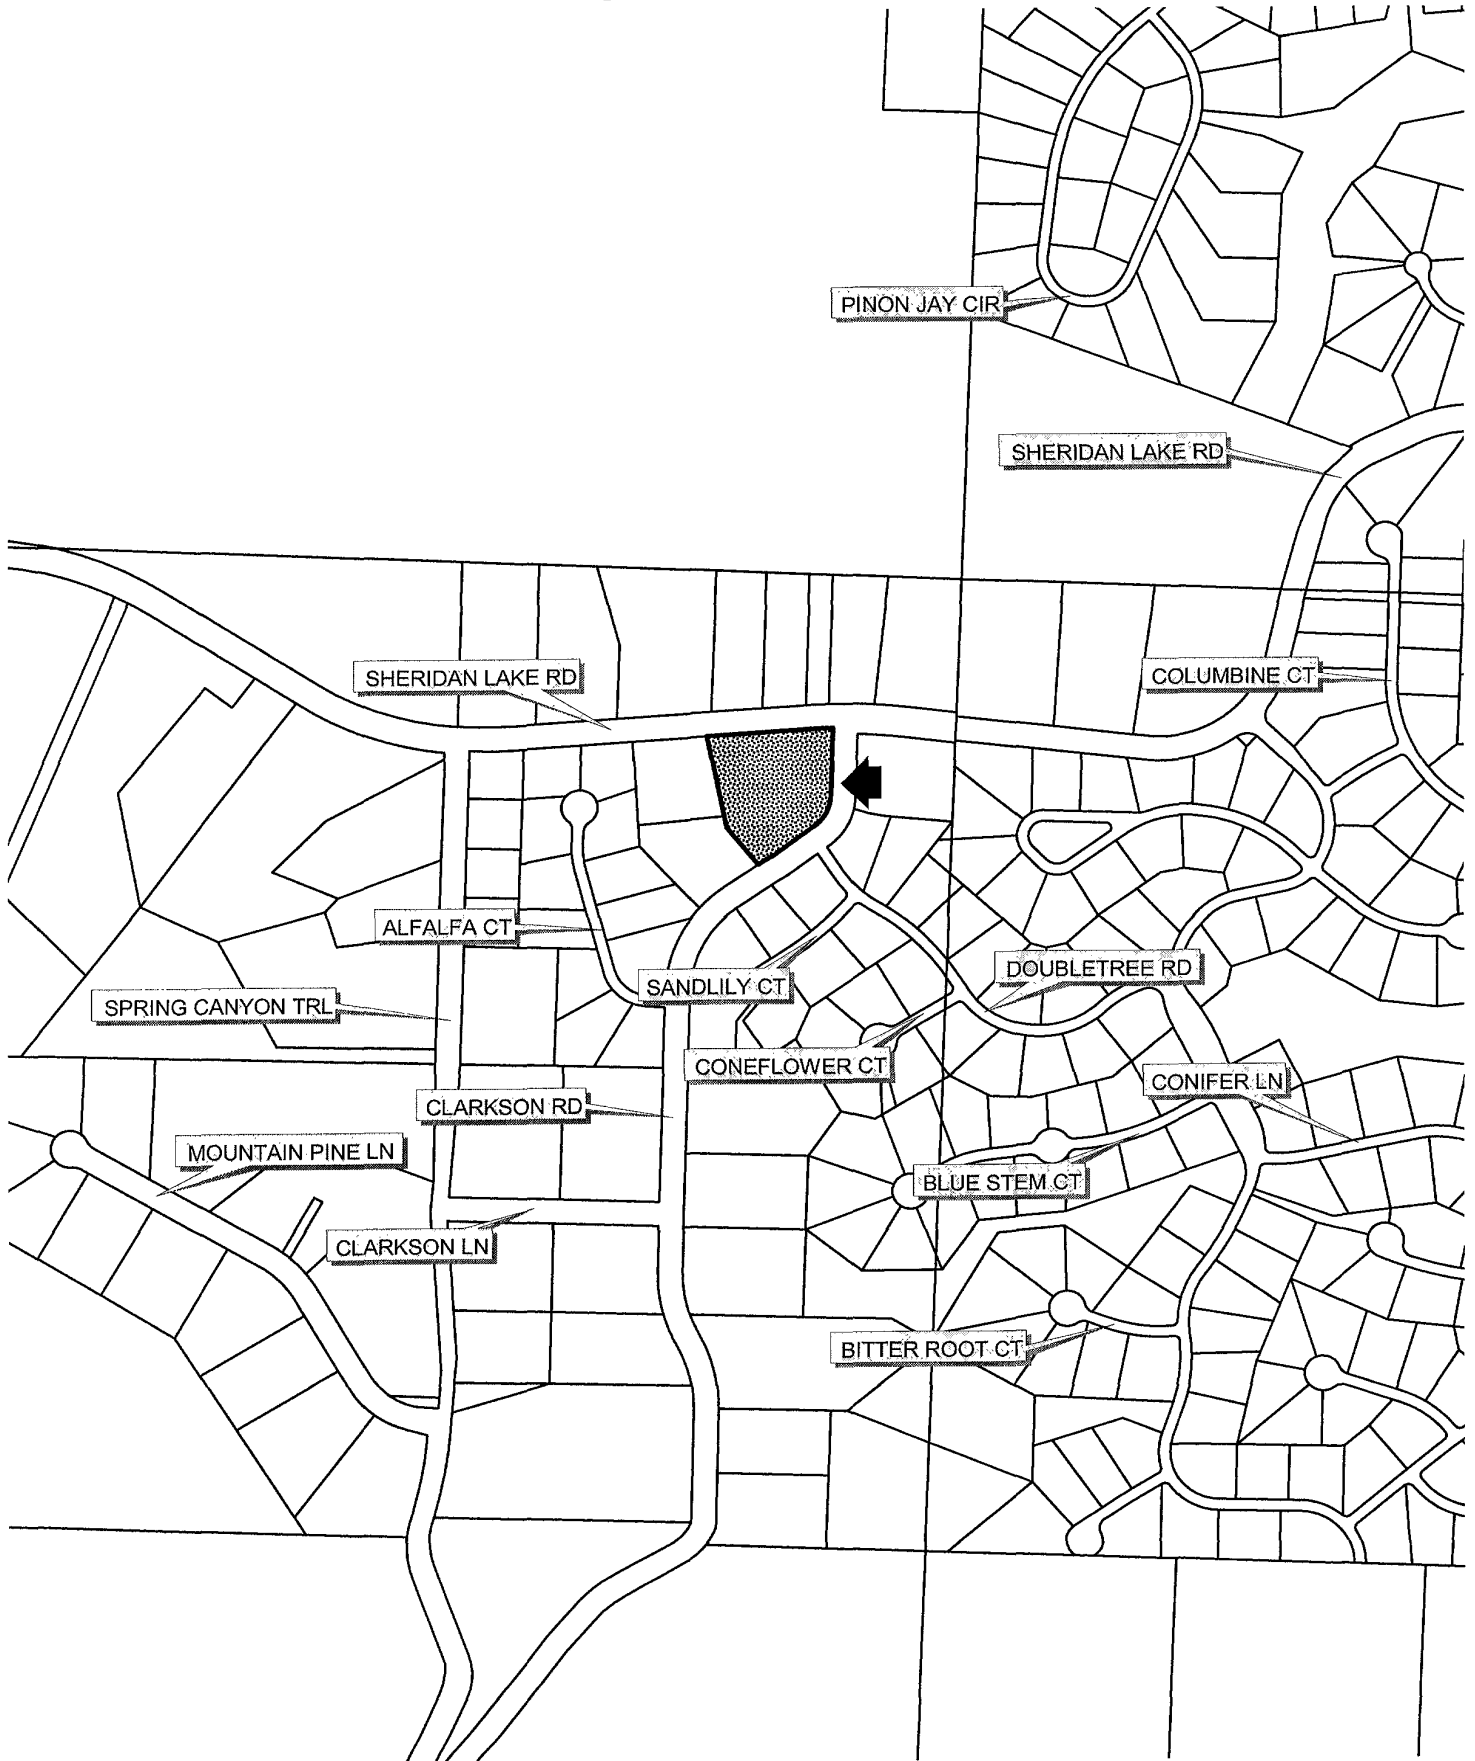 PINON JAY CIR
SHERIDAN LAKE RD
SHERIDAN LAKE RD
COLUMBINE CT
ALFALFA CT
SANDLILY CT
DOUBLETREE RD
SPRING CANYON TRL
CONEFLOWER CT
CONIFER LN
CLARKSON RD
MOUNTAIN PINE LN
BLUE STEM CT
CLARKSON LN
BITTER ROOT CT